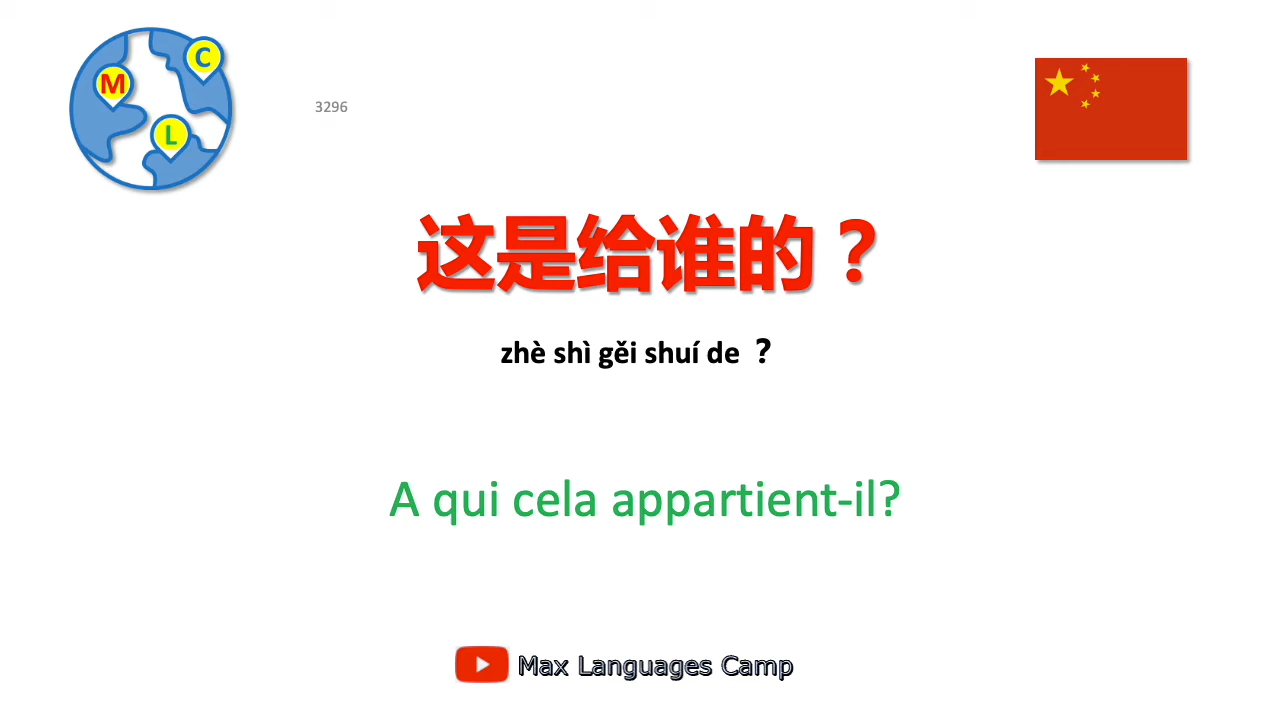 C
M
L
3296
这是给谁的？
zhè shì gěi shuí de ？
A qui cela appartient-il?
Max Languages Camp